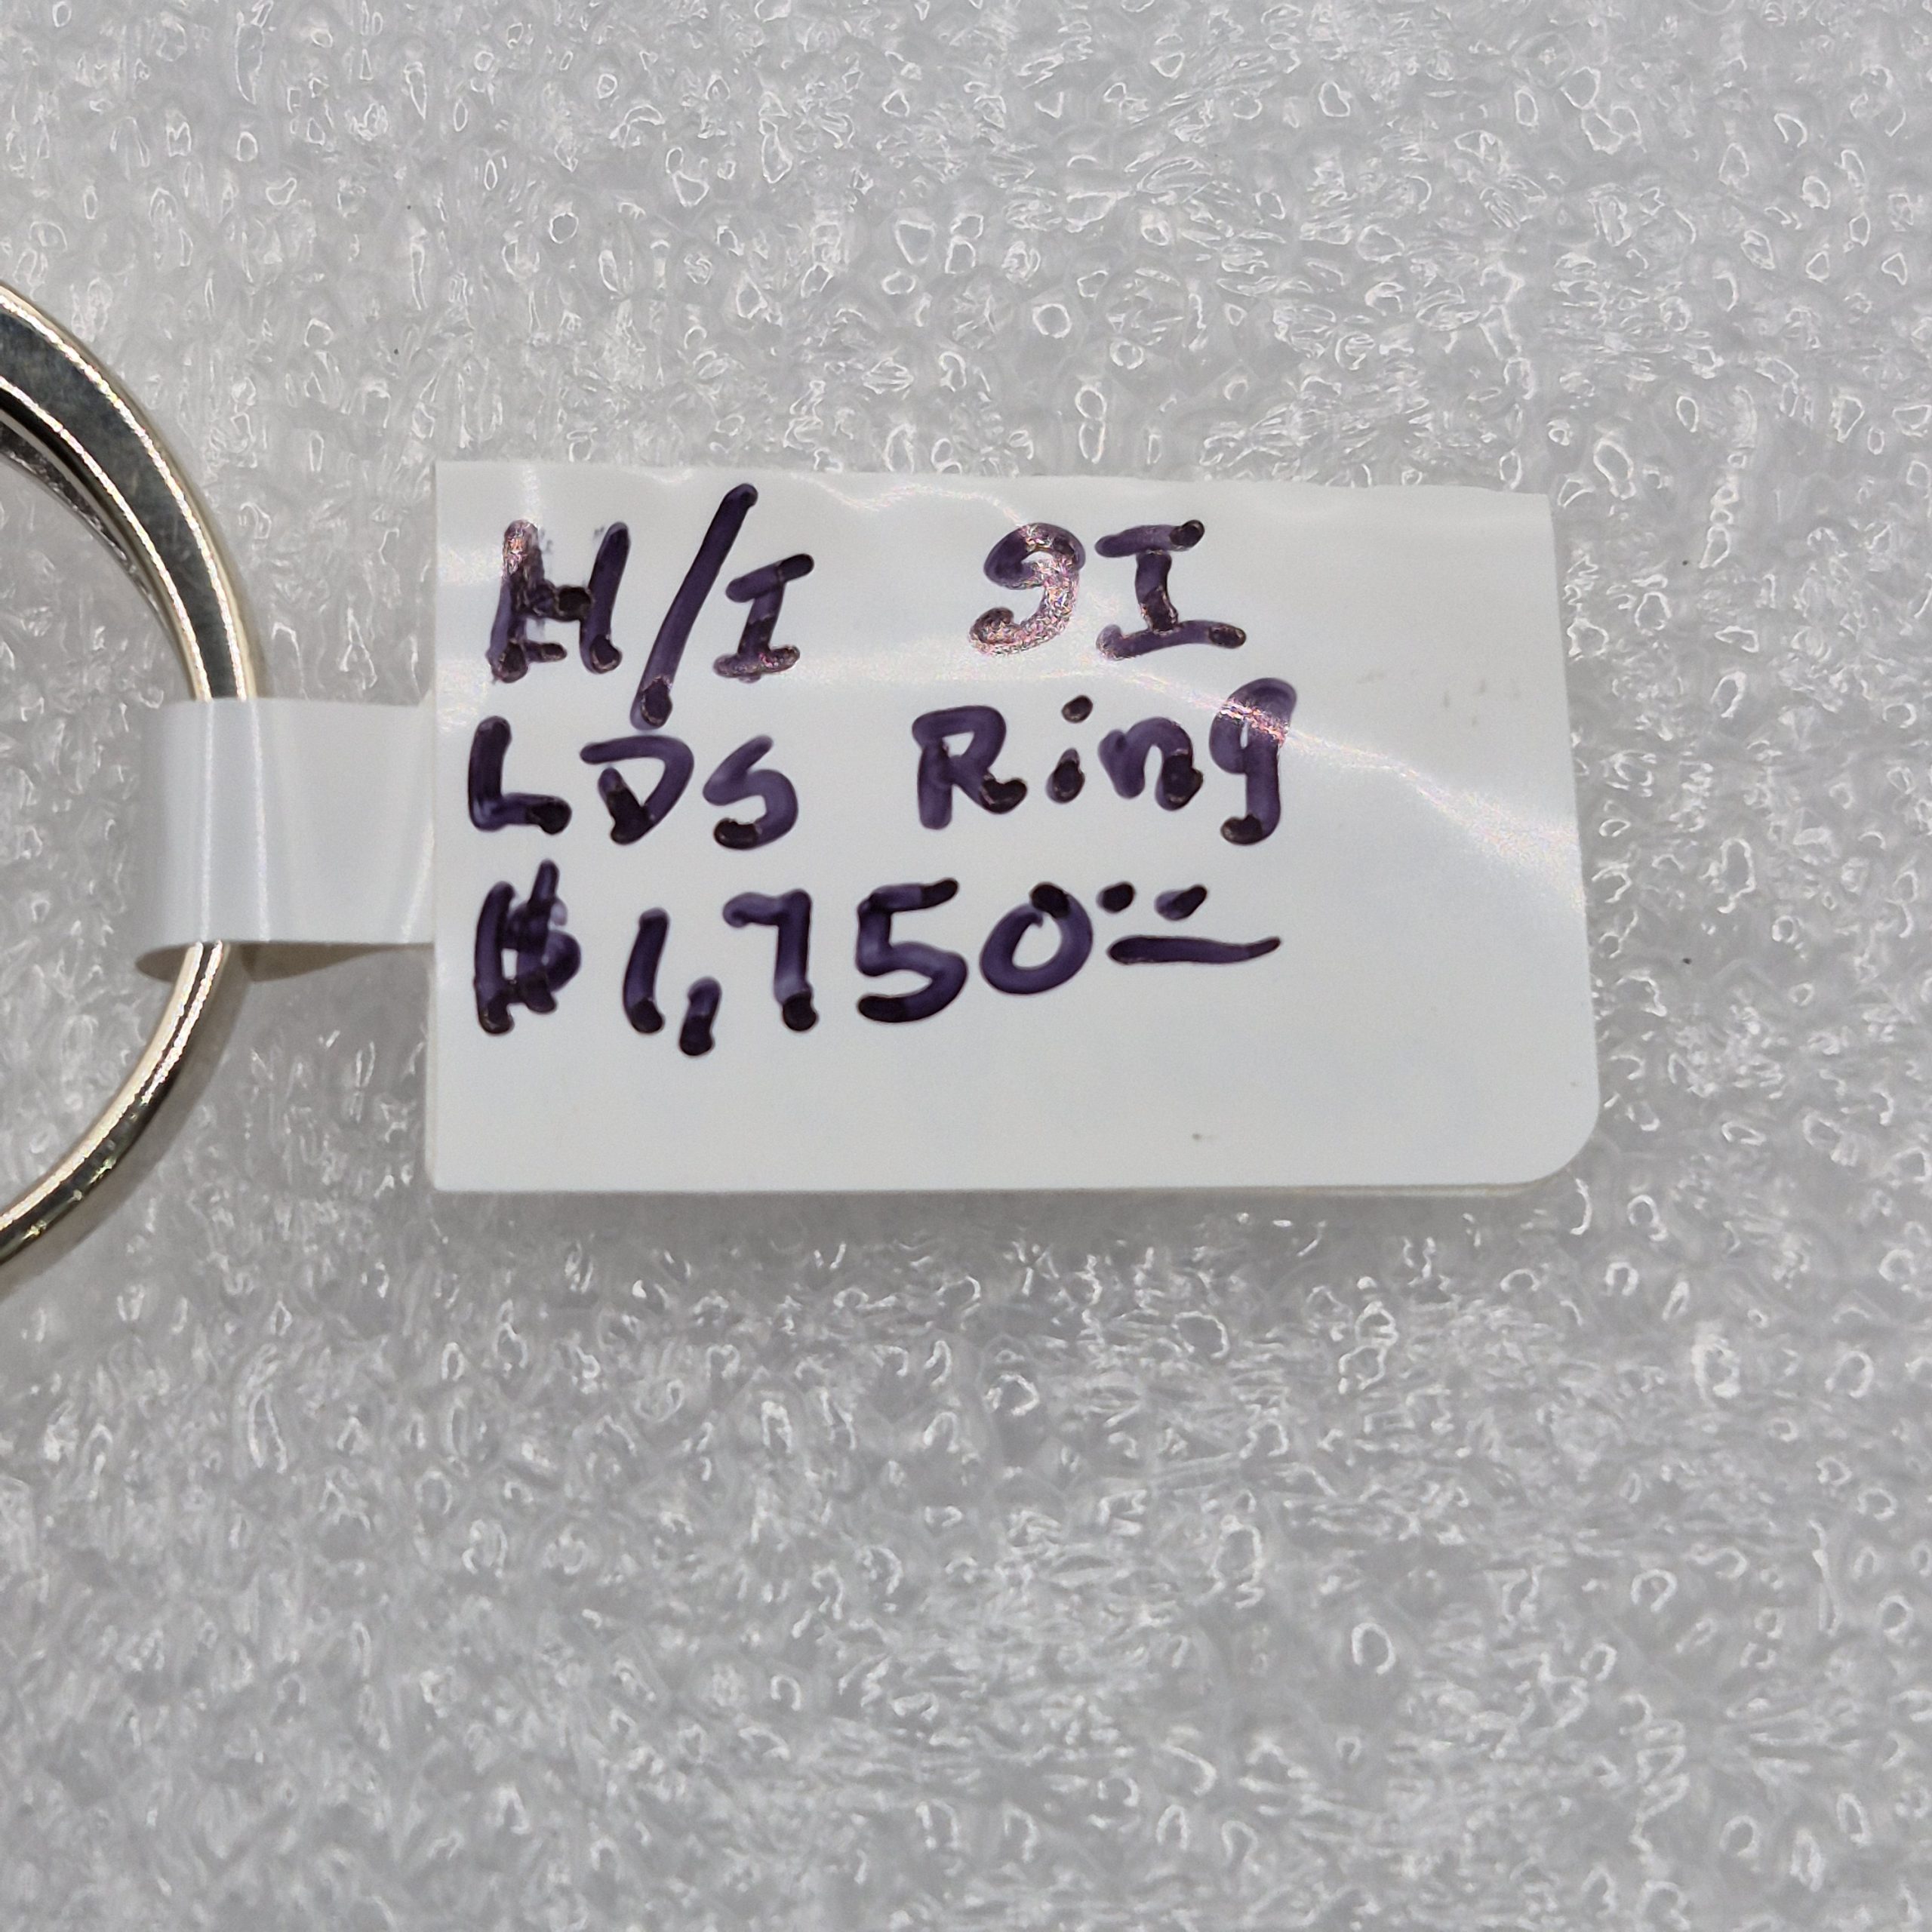 H/I SI
LDS Ring
$1,750..